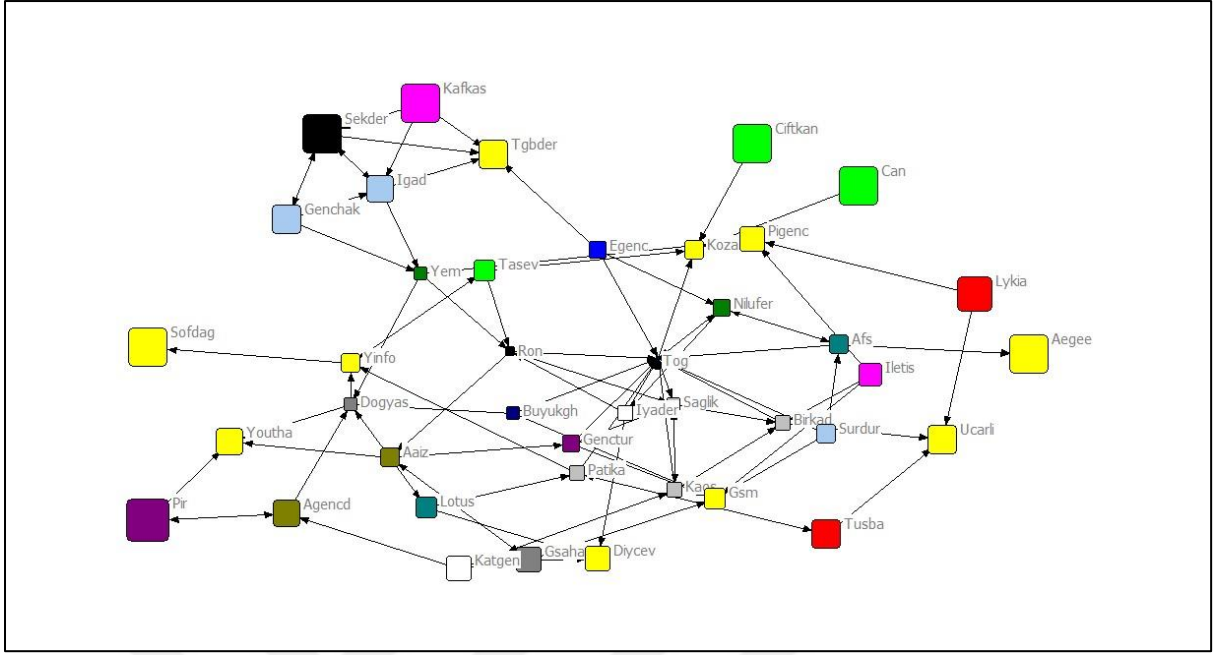 Kafkas
Sekder
Ciftkan
Tgbder
Can
Igad
Genchak
Pigenc
Egenc
Koza
Tasev
Yem
Lykia
Nilufer
Sofdag
Afs
Aegee
Ron
Yinfo
Tog
Iletis
Dogyas
Saglik
Buyukgh
Iyader
Birkad
Surdur
Youtha
Ucarli
Genctur
Aaiz
Patika
Kaos
Gsm
Pir
Agencd
Lotus
Tusba
Katgen
Gsaha
Diycev